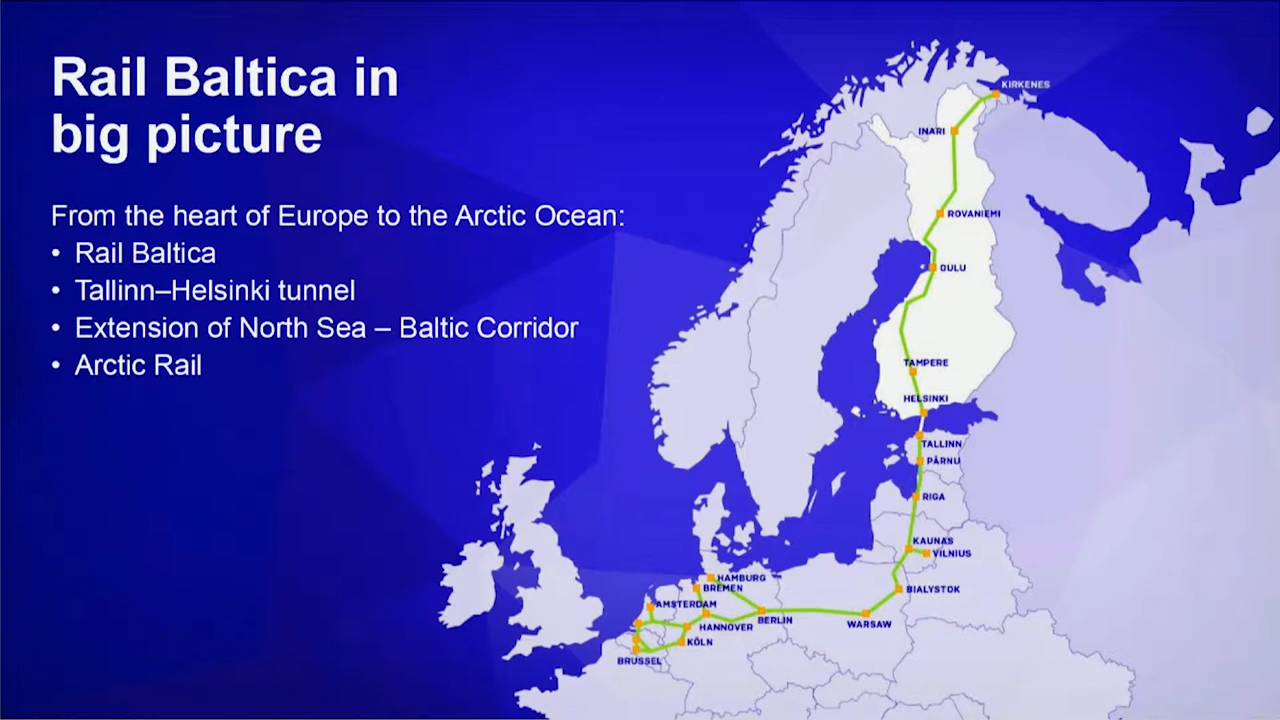 Rail Baltica in
big picture
From the heart of Europe to the Arctic Ocean:
• Rail Baltica
• Tallinn–Helsinki tunnel
• Extension of North Sea – Baltic Corridor
• Arctic Rail
KIRKENES
INARI
ROVANIEMI
OULU
TAMPERE
HELSINKI
TALLINN
PÄRNU
RIGA
KAUNAS
VILNIUS
BIALYSTOK
WARSAW
BERLIN
HAMBURG
BREMEN
AMSTERDAM
HANNOVER
KÖLN
BRUSSEL